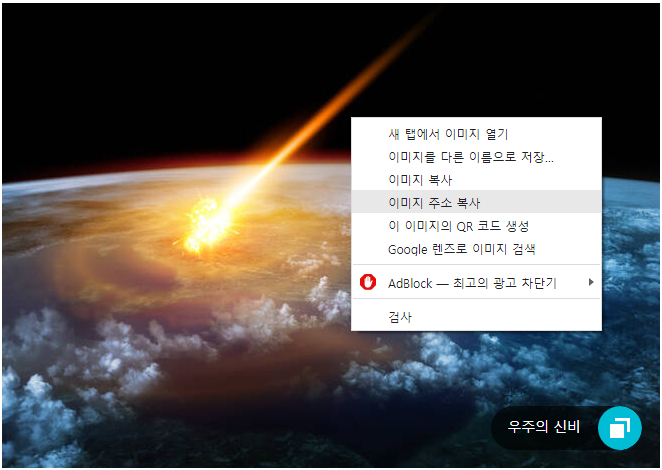 새 탭에서 이미지 열기
이미지를 다른 이름으로 저장...
이미지 복사
이미지 주소 복사
이 이미지의 QR 코드 생성
Google 렌즈로 이미지 검색
AdBlock — 최고의 광고 차단기
검사
우주의 신비